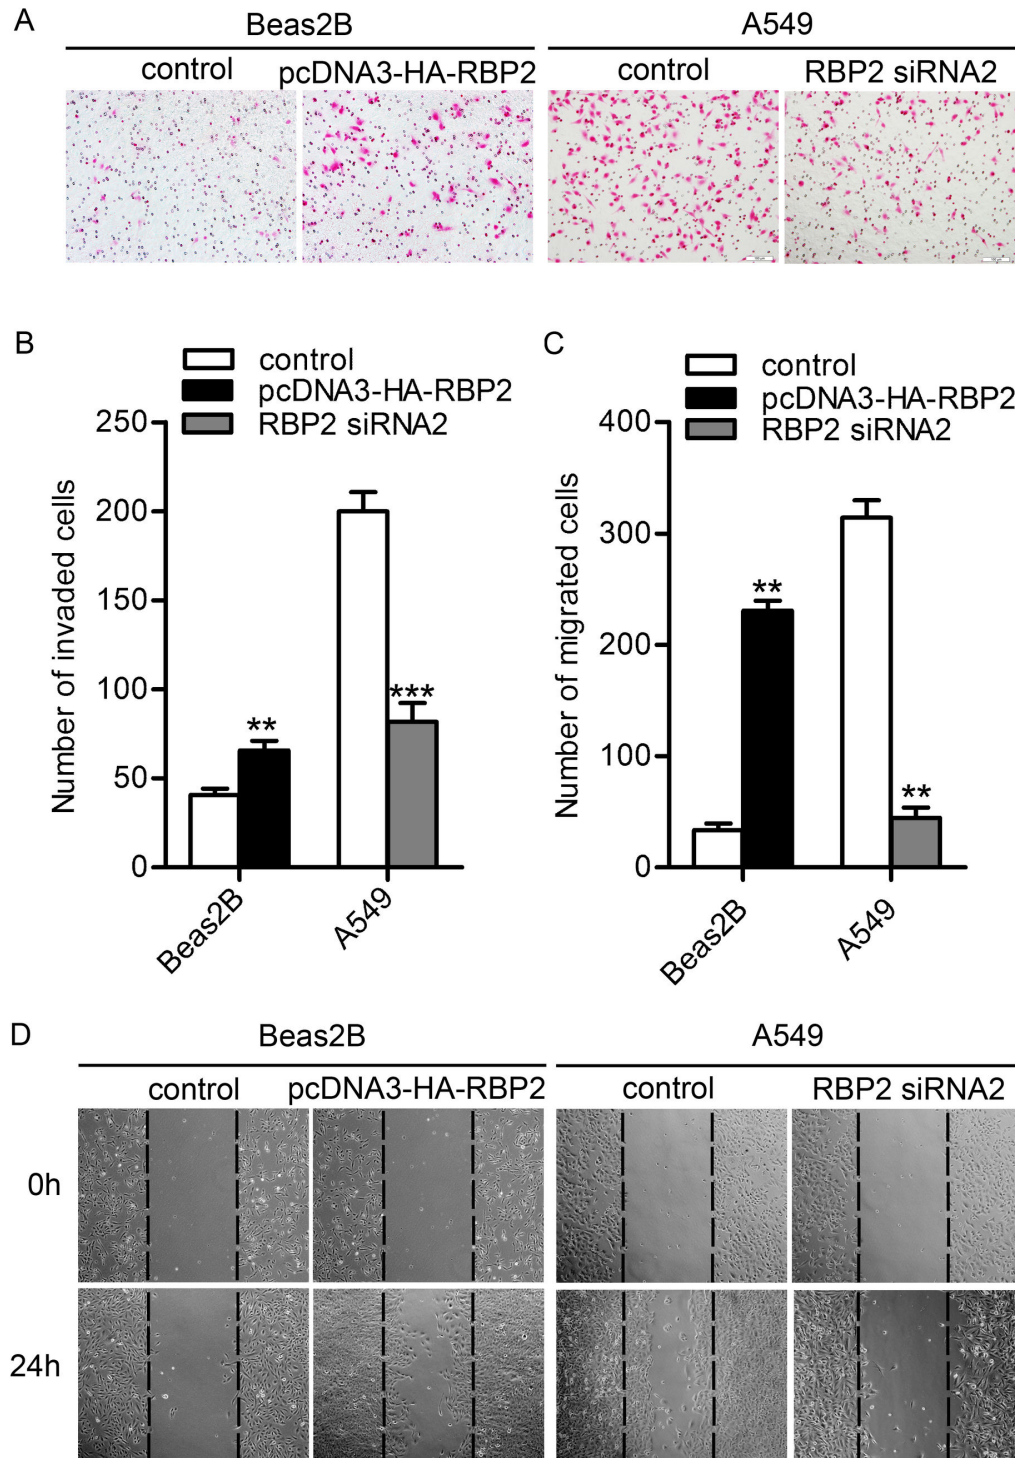 A
Beas2B
A549
control
pcDNA3-HA-RBP2
control
RBP2 siRNA2
B
control
pcDNA3-HA-RBP2
RBP2 siRNA2
Number of invaded cells
250
200
150
100
50
0
**
***
Beas2B
A549
C
control
pcDNA3-HA-RBP2
RBP2 siRNA2
Number of migrated cells
400
300
200
100
0
**
**
Beas2B
A549
D
Beas2B
A549
control
pcDNA3-HA-RBP2
control
RBP2 siRNA2
0h
24h